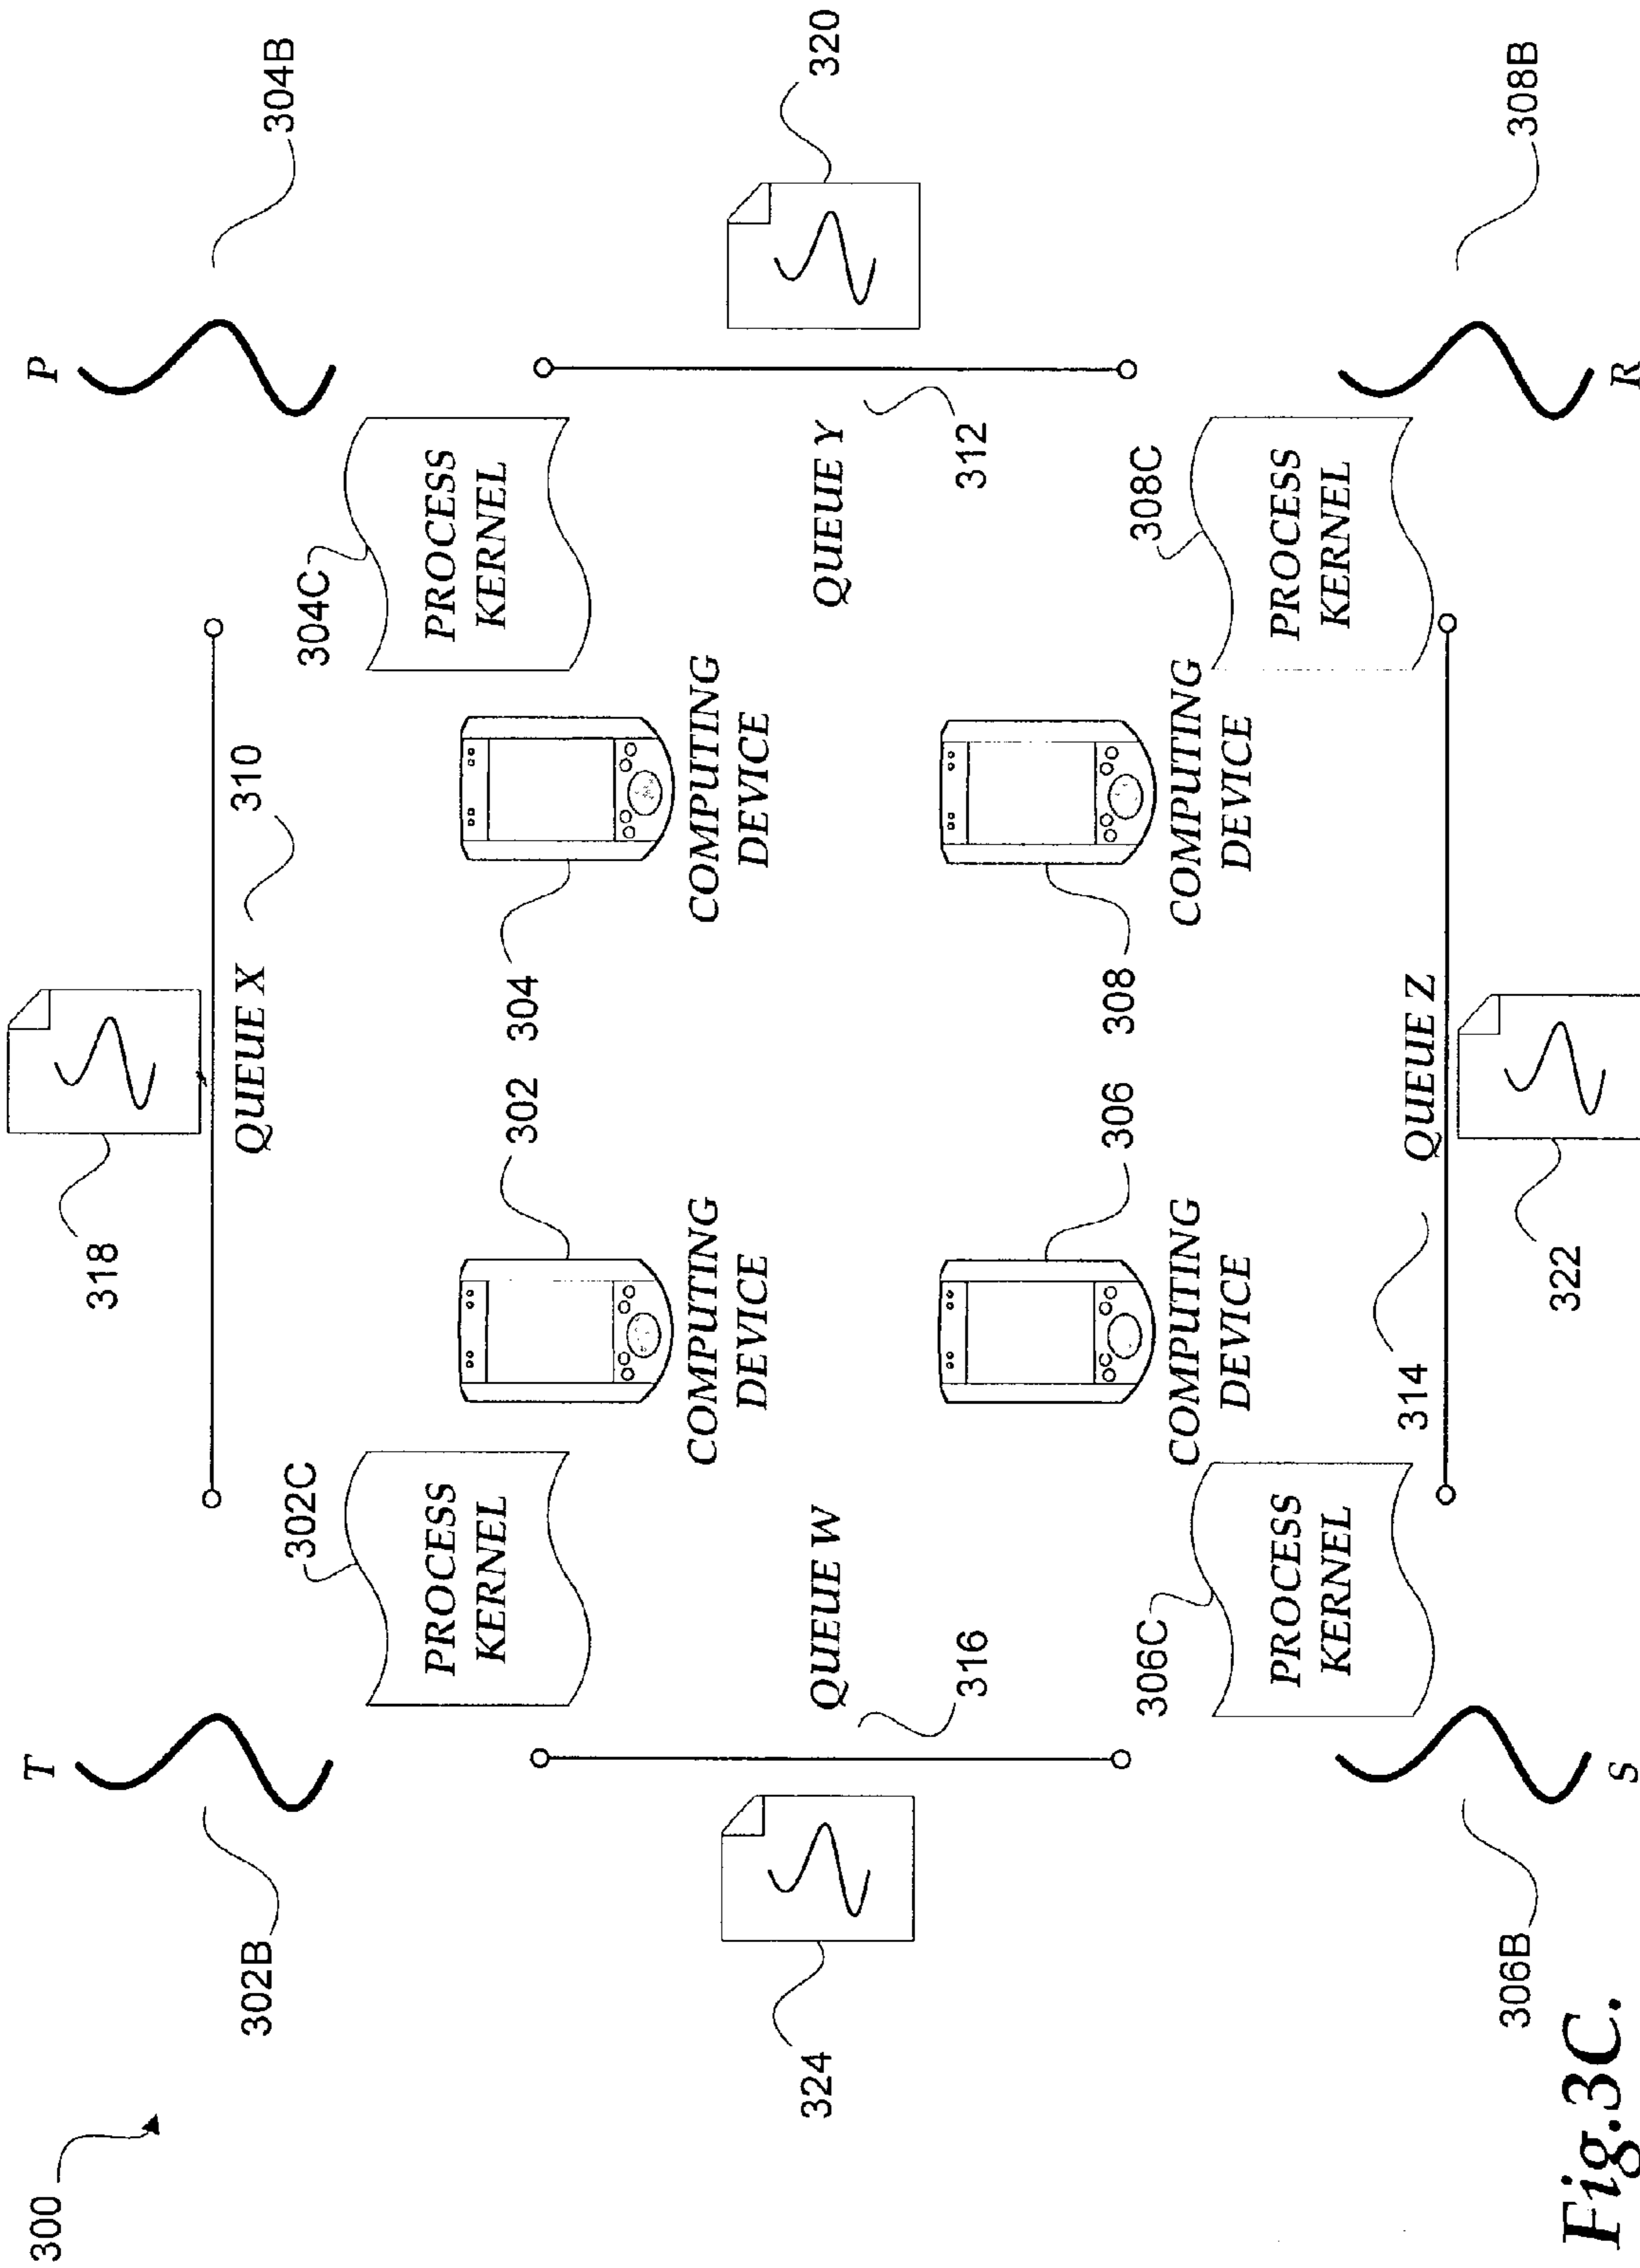 300
T
P
318
302B
QUEUE X
310
304B
302C
304C
PROCESS
KERNEL
PROCESS
KERNEL
302
304
COMPUTING
DEVICE
COMPUTING
DEVICE
324
QUEUE W
QUEUE Y
320
316
312
306
308
306C
308C
COMPUTING
DEVICE
COMPUTING
DEVICE
PROCESS
KERNEL
PROCESS
KERNEL
314
QUEUE Z
306B
308B
322
S
R
Fig.3C.